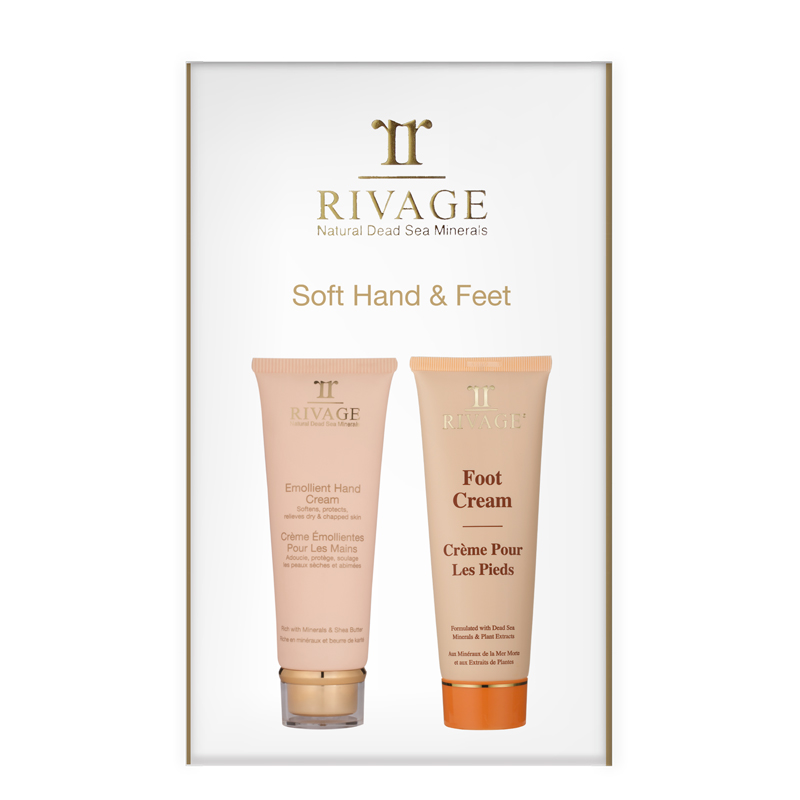 RIVAGE
Natural Dead Sea Minerals
Soft Hand & Feet
RIVAGE
Natural Dead Sea Minerals
Emollient Hand
Cream
Softens, protects,
relieves dry & chapped skin
Crème Émollientes
Pour Les Mains
Adoucie, protège, soulage
les peaux sèches et abîmées
Rich with Minerals & Shea Butter
Riche en minéraux et beurre de karité
RIVAGE
Foot
Cream
Crème Pour
Les Pieds
Formulated with Dead Sea
Minerals & Plant Extracts
Aux Minéraux de la Mer Morte
et aux Extraits de Plantes